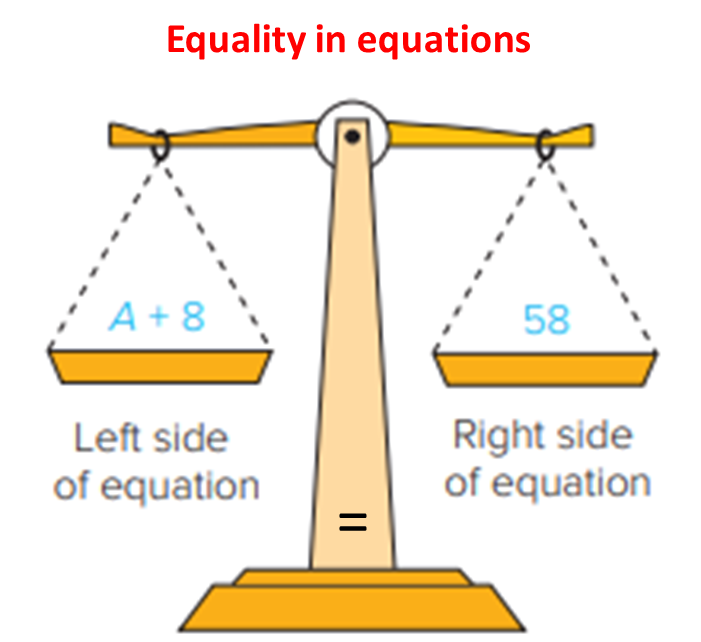 Equality in equations
A + 8
58
Left side
of equation
Right side
of equation
=